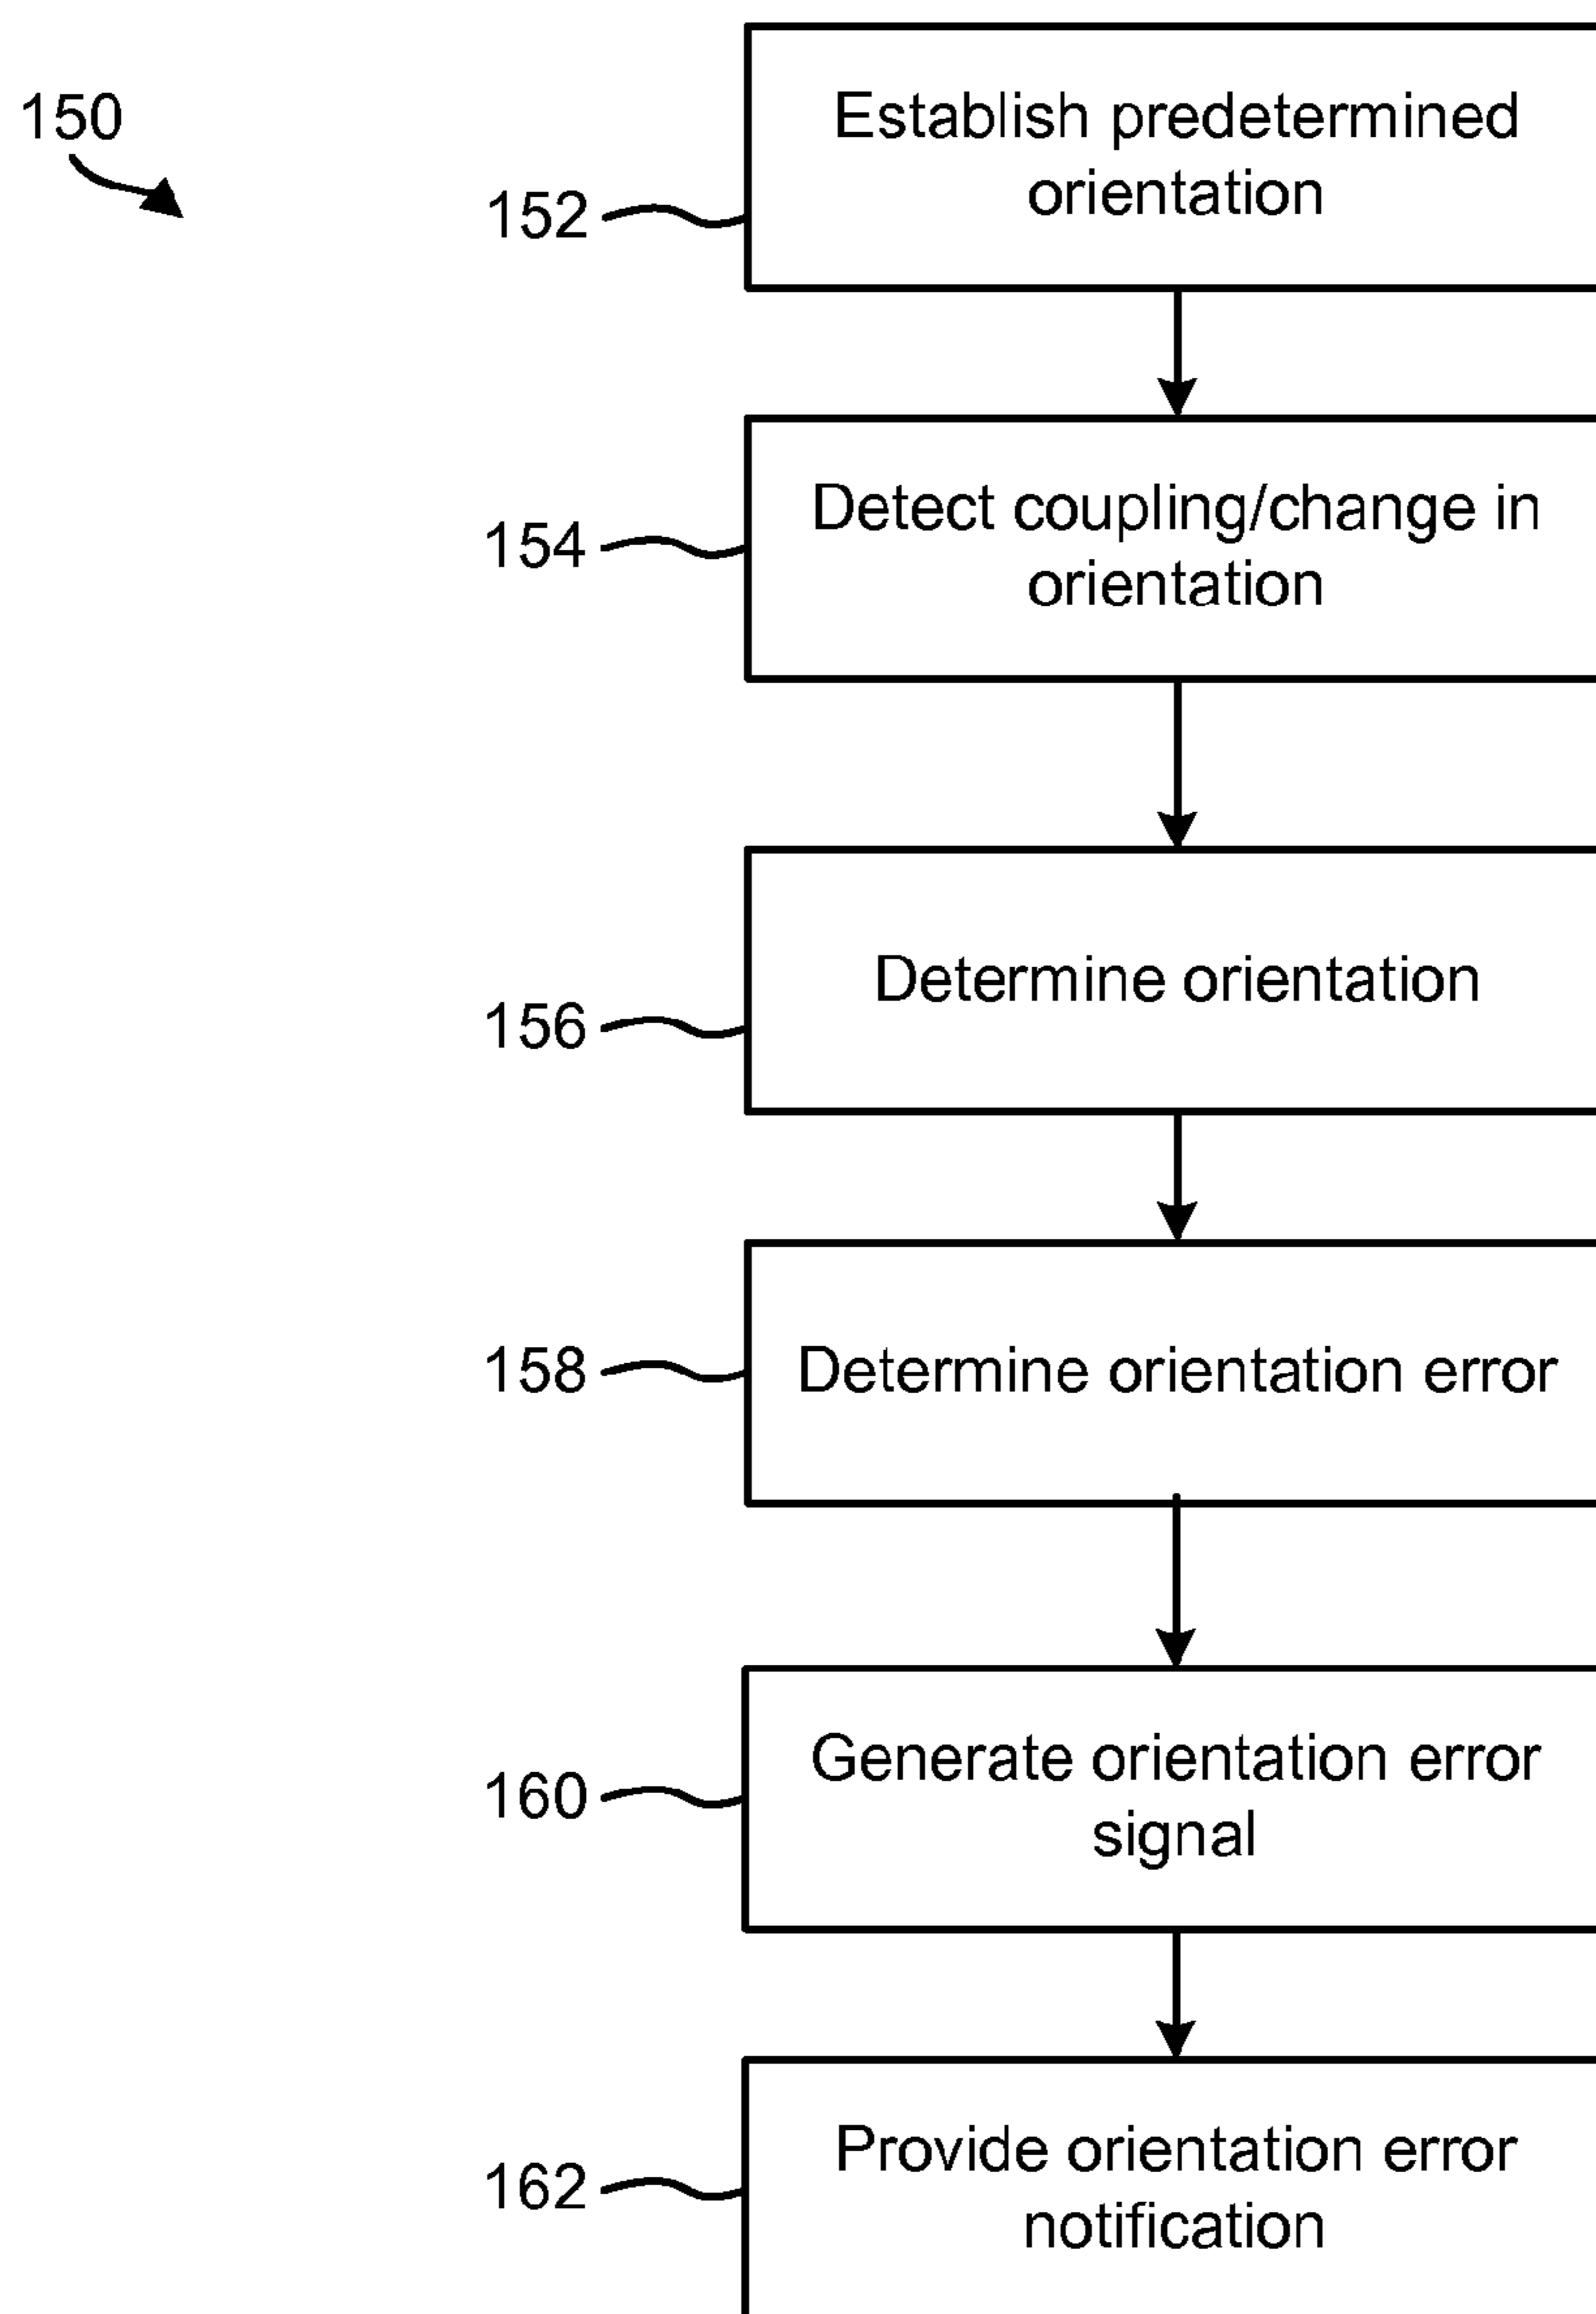 150
Establish predetermined
orientation
152
Detect coupling/change in
orientation
154
Determine orientation
156
Determine orientation error
158
Generate orientation error
signal
160
Provide orientation error
notification
162